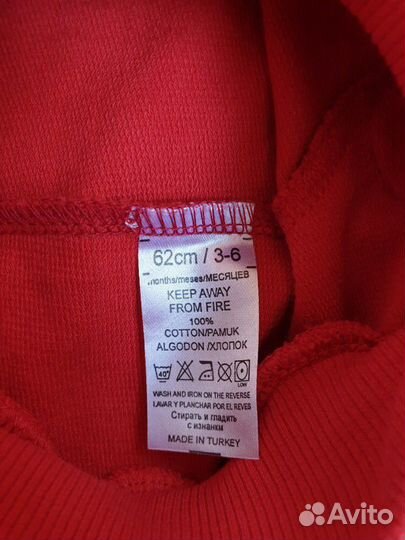 62cm / 3-6
months/meses/МЕСЯЦЕВ
KEEP AWAY
FROM FIRE
100%
COTTON/PAMUK
ALGODON/ХЛОПОК
40°
LOW
WASH AND IRON ON THE REVERSE
LAVAR Y PLANCHAR POR EL REVES
Стирать и гладить
с изнанки
MADE IN TURKEY
Avito